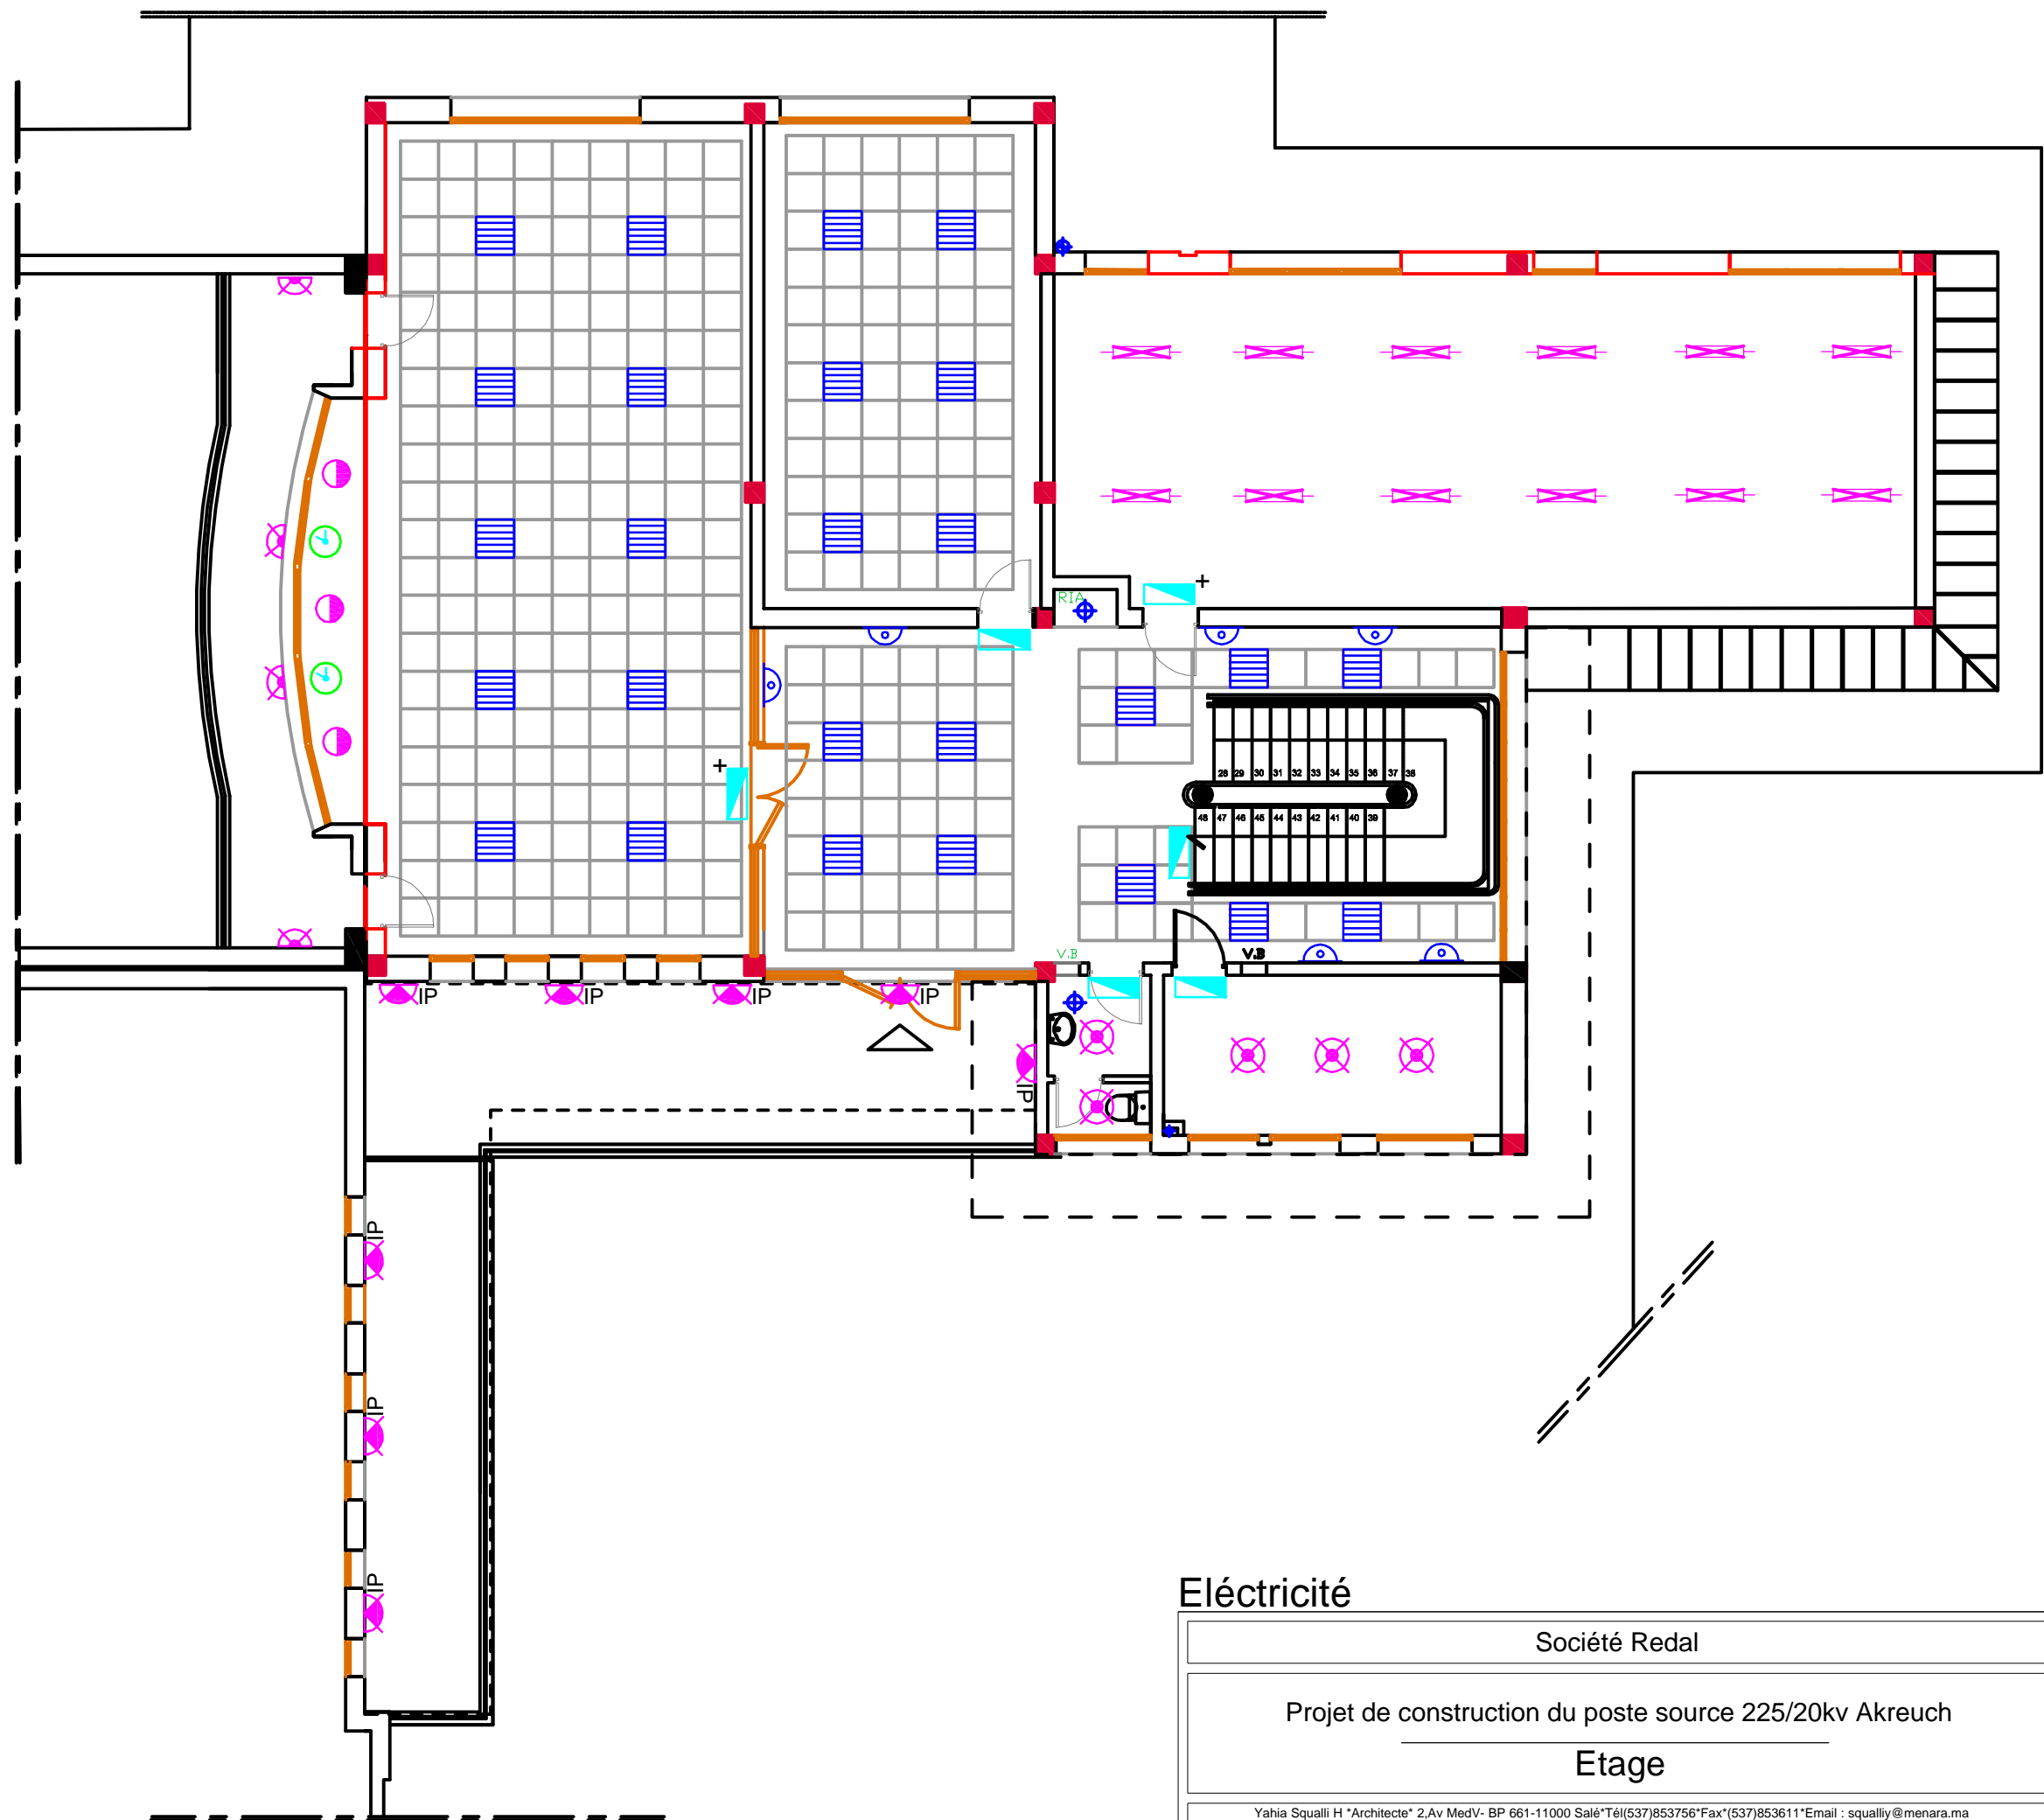 RIA
+
+
28 29 30 31 32 33 34 35 36 37 38
48 47 46 45 44 43 42 41 40 39
V.B
V.B
IP
IP
IP
IP
IP
IP
IP
IP
Eléctricité
Société Redal
Projet de construction du poste source 225/20kv Akreuch
Etage
Yahia Squalli H *Architecte* 2,Av MedV- BP 661-11000 Salé*Tél(537)853756*Fax*(537)853611*Email : squalliy@menara.ma